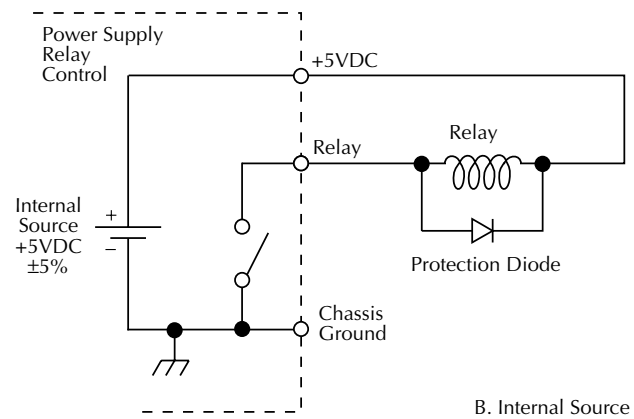 Power Supply
Relay
Control
+5VDC
Relay
Relay
Internal
Source
+5VDC
±5%
+
–
Protection Diode
Chassis
Ground
B. Internal Source